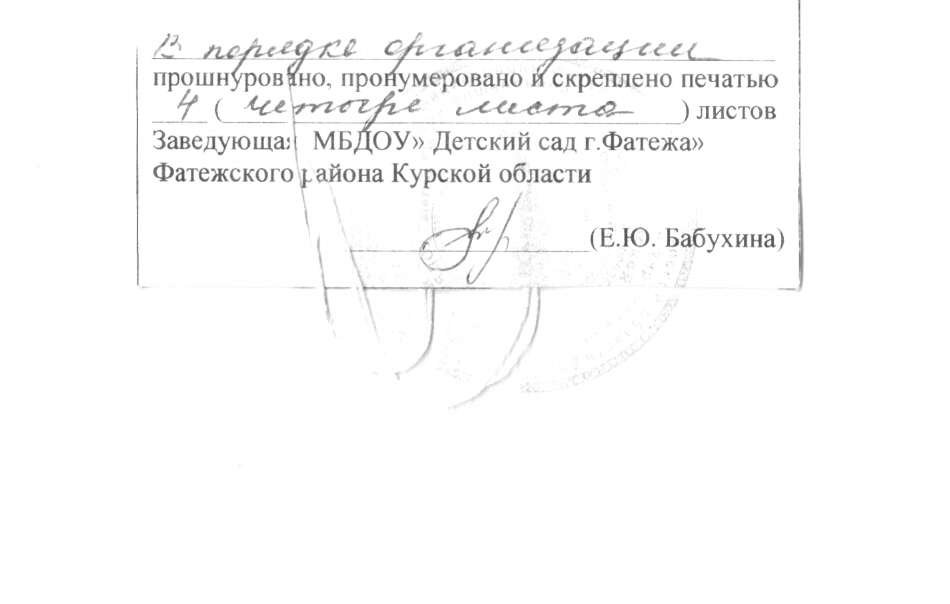 В порядке организации
прошнуровано, пронумеровано и скреплено печатью
4 ( четыре листа ) листов
Заведующая МБДОУ» Детский сад г.Фатежа»
Фатежского района Курской области
(Е.Ю. Бабухина)